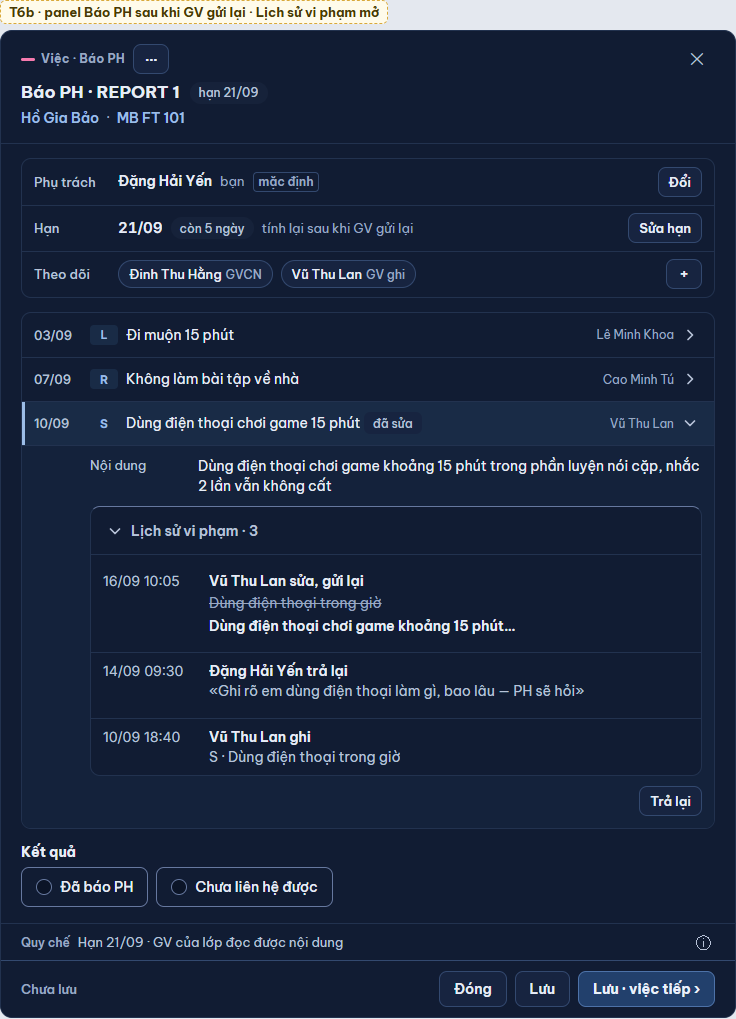 T6b · panel Báo PH sau khi GV gửi lại · Lịch sử vi phạm mở
Việc · Báo PH ...
Báo PH · REPORT 1 hạn 21/09
Hồ Gia Bảo · MB FT 101
Phụ trách Đặng Hải Yến bạn mặc định Đổi
Hạn 21/09 còn 5 ngày tính lại sau khi GV gửi lại Sửa hạn
Theo dõi Đinh Thu Hằng GVCN Vũ Thu Lan GV ghi +
03/09 L Đi muộn 15 phút Lê Minh Khoa
07/09 R Không làm bài tập về nhà Cao Minh Tú
10/09 S Dùng điện thoại chơi game 15 phút đã sửa Vũ Thu Lan
Nội dung Dùng điện thoại chơi game khoảng 15 phút trong phần luyện nói cặp, nhắc
2 lần vẫn không cất
Lịch sử vi phạm · 3
16/09 10:05 Vũ Thu Lan sửa, gửi lại
Dùng điện thoại trong giờ
Dùng điện thoại chơi game khoảng 15 phút...
14/09 09:30 Đặng Hải Yến trả lại
«Ghi rõ em dùng điện thoại làm gì, bao lâu — PH sẽ hỏi»
10/09 18:40 Vũ Thu Lan ghi
S · Dùng điện thoại trong giờ
Trả lại
Kết quả
Đã báo PH Chưa liên hệ được
Quy chế Hạn 21/09 · GV của lớp đọc được nội dung
Chưa lưu Đóng Lưu Lưu · việc tiếp ›